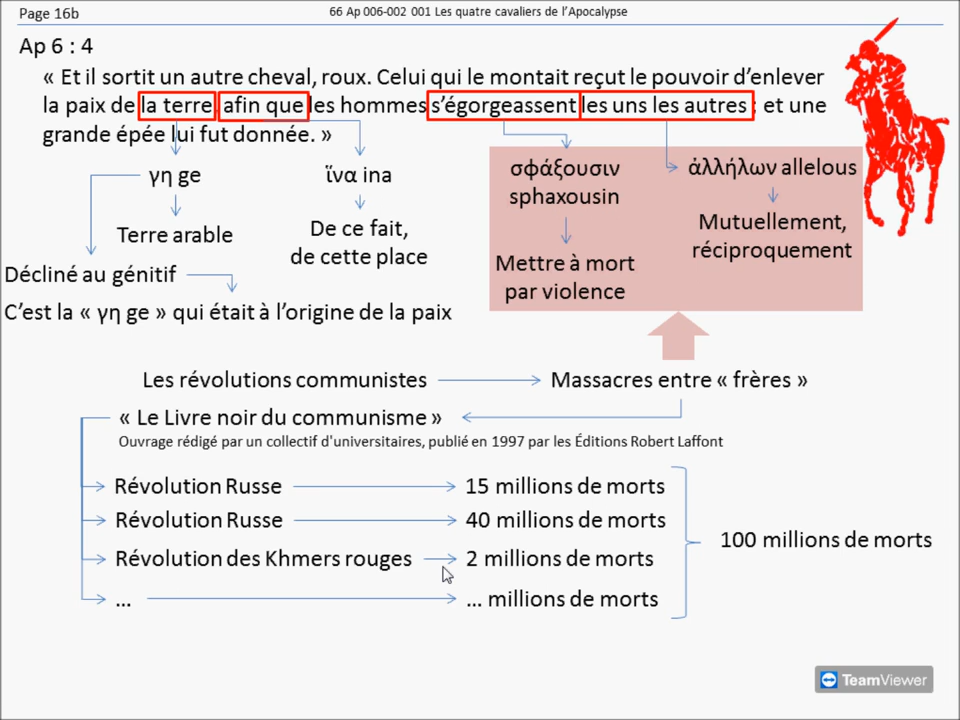 Page 16b
66 Ap 006-002 001 Les quatre cavaliers de l’Apocalypse
Ap 6 : 4
« Et il sortit un autre cheval, roux. Celui qui le montait reçut le pouvoir d’enlever
la paix de la terre, afin que les hommes s’égorgeassent les uns les autres ; et une
grande épée lui fut donnée. »
γη ge
ἵνα ina
σφάξουσιν
sphaxousin
ἀλλήλων allelous
Terre arable
De ce fait,
de cette place
Mettre à mort
par violence
Mutuellement,
réciproquement
Décliné au génitif
C’est la « γη ge » qui était à l’origine de la paix
Les révolutions communistes
Massacres entre « frères »
« Le Livre noir du communisme »
Ouvrage rédigé par un collectif d'universitaires, publié en 1997 par les Éditions Robert Laffont
Révolution Russe
15 millions de morts
Révolution Russe
40 millions de morts
Révolution des Khmers rouges
2 millions de morts
...
... millions de morts
100 millions de morts
TeamViewer